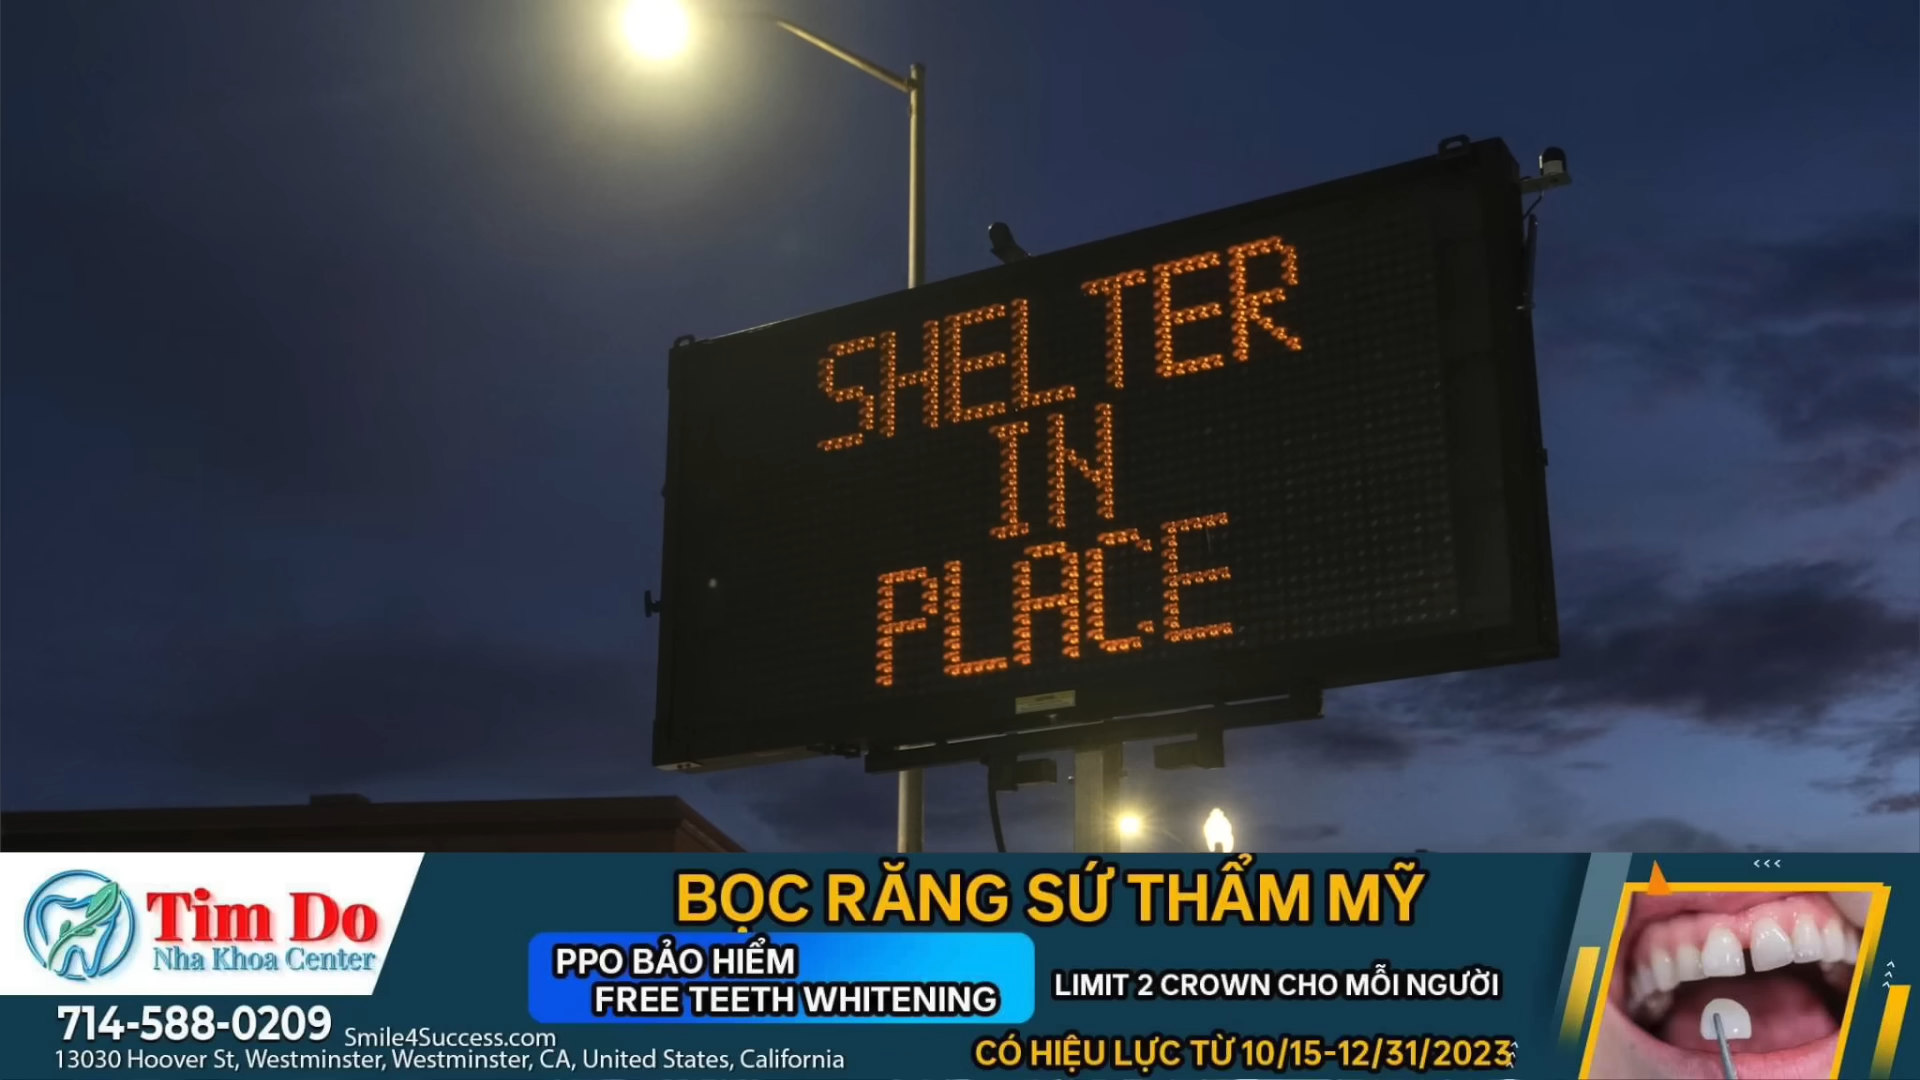 SHELTER
IN
PLACE
Tim Do
Nha Khoa Center
714-588-0209
Smile4Success.com
13030 Hoover St, Westminster, Westminster, CA, United States, California
BỌC RĂNG SỨ THẨM MỸ
PPO BẢO HIỂM
FREE TEETH WHITENING
LIMIT 2 CROWN CHO MỖI NGƯỜI
CÓ HIỆU LỰC TỪ 10/15-12/31/2023